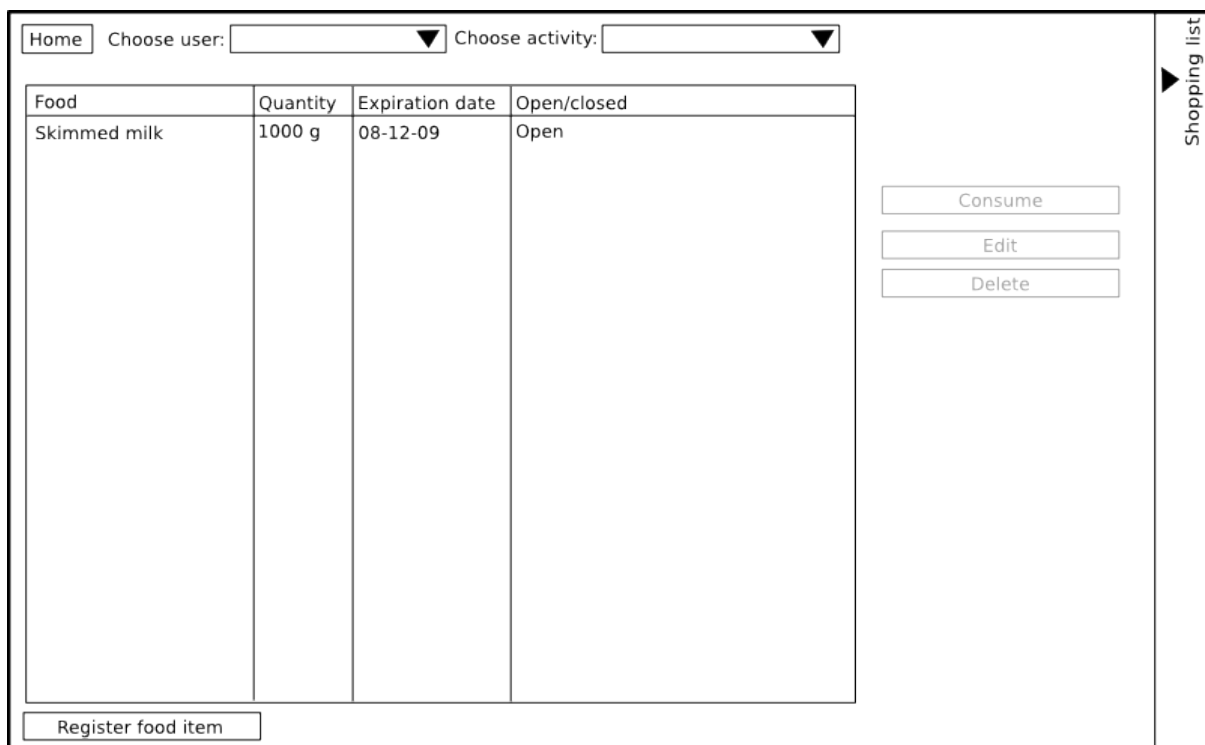 Home Choose user: Choose activity:
Shopping list
Food Quantity Expiration date Open/closed
Skimmed milk 1000 g 08-12-09 Open
Consume
Edit
Delete
Register food item